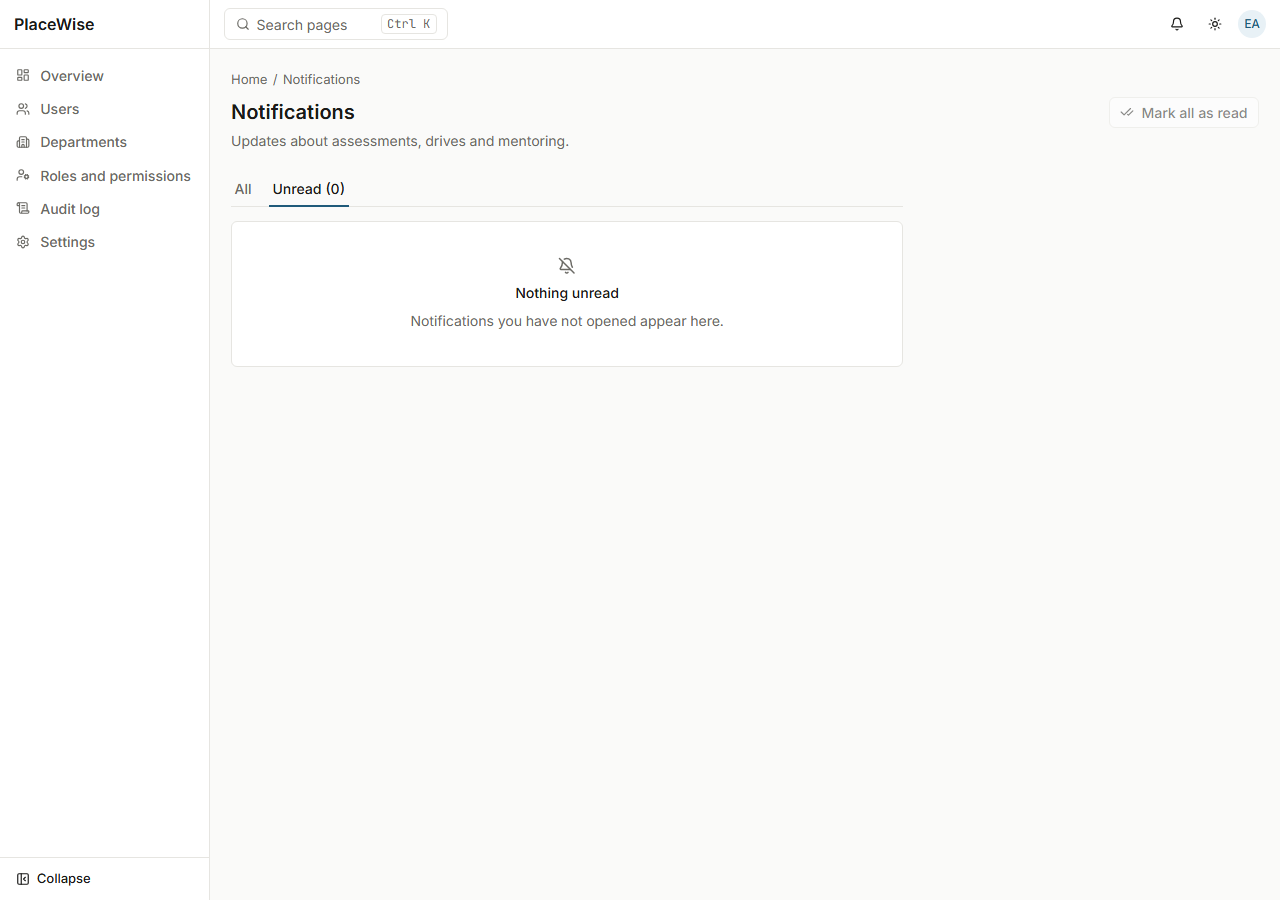 PlaceWise
Search pages
Ctrl K
EA
Overview
Users
Departments
Roles and permissions
Audit log
Settings
Home / Notifications
Notifications
Mark all as read
Updates about assessments, drives and mentoring.
All
Unread (0)
Nothing unread
Notifications you have not opened appear here.
Collapse